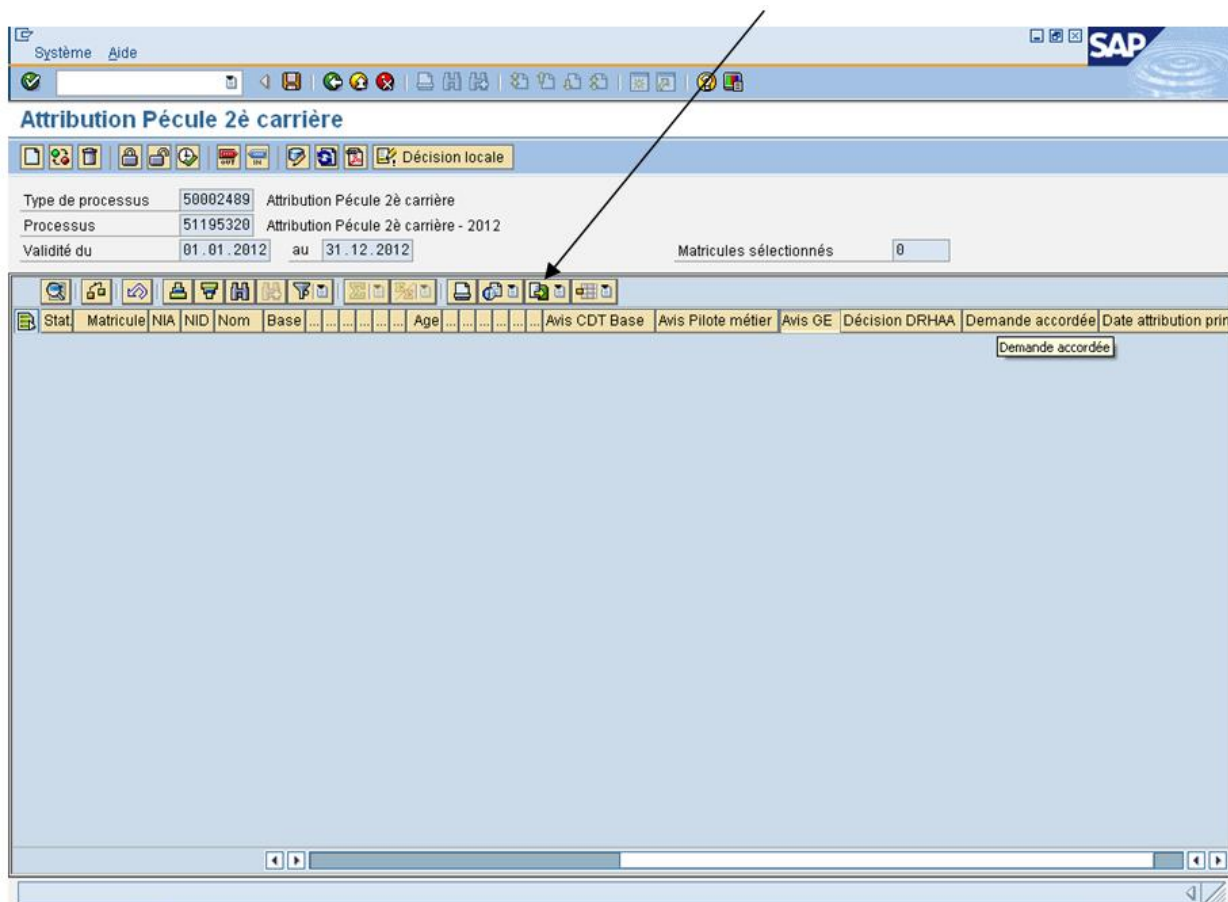 Système Aide
SAP
Attribution Pécule 2è carrière
Décision locale
Type de processus 50002489 Attribution Pécule 2è carrière
Processus 51195320 Attribution Pécule 2è carrière - 2012
Validité du 01.01.2012 au 31.12.2012 Matricules sélectionnés 0
Stat. Matricule NIA NID Nom Base ... ... ... ... ... ... Age ... ... ... ... ... ... Avis CDT Base Avis Pilote métier Avis GE Décision DRHAA Demande accordée Date attribution prin
Demande accordée